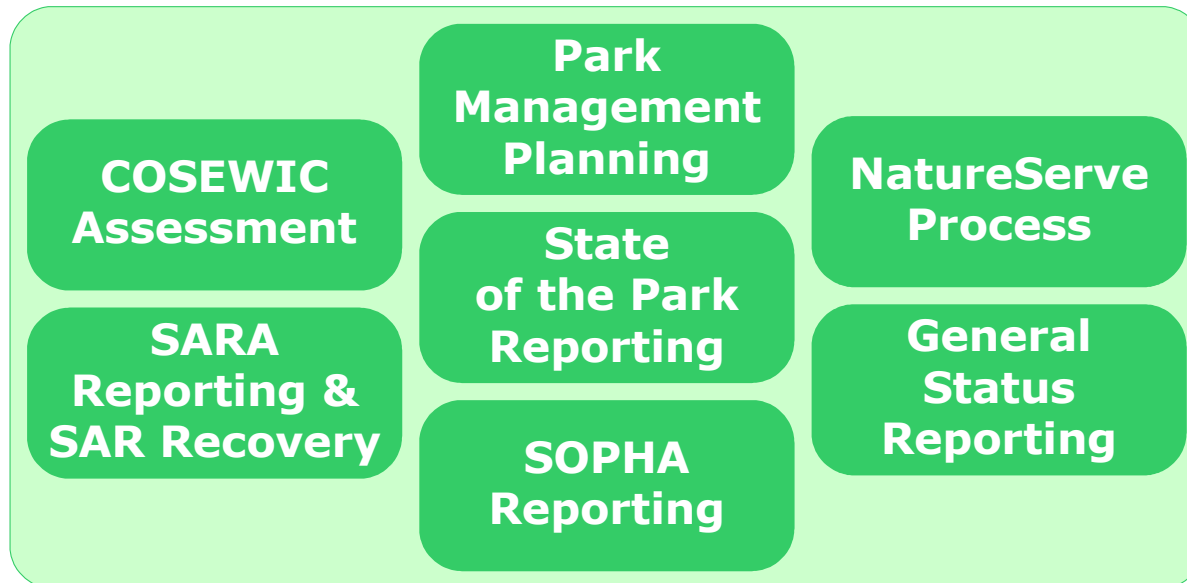 COSEWIC
Assessment
SARA
Reporting &
SAR Recovery
Park
Management
Planning
State
of the Park
Reporting
SOPHA
Reporting
NatureServe
Process
General
Status
Reporting